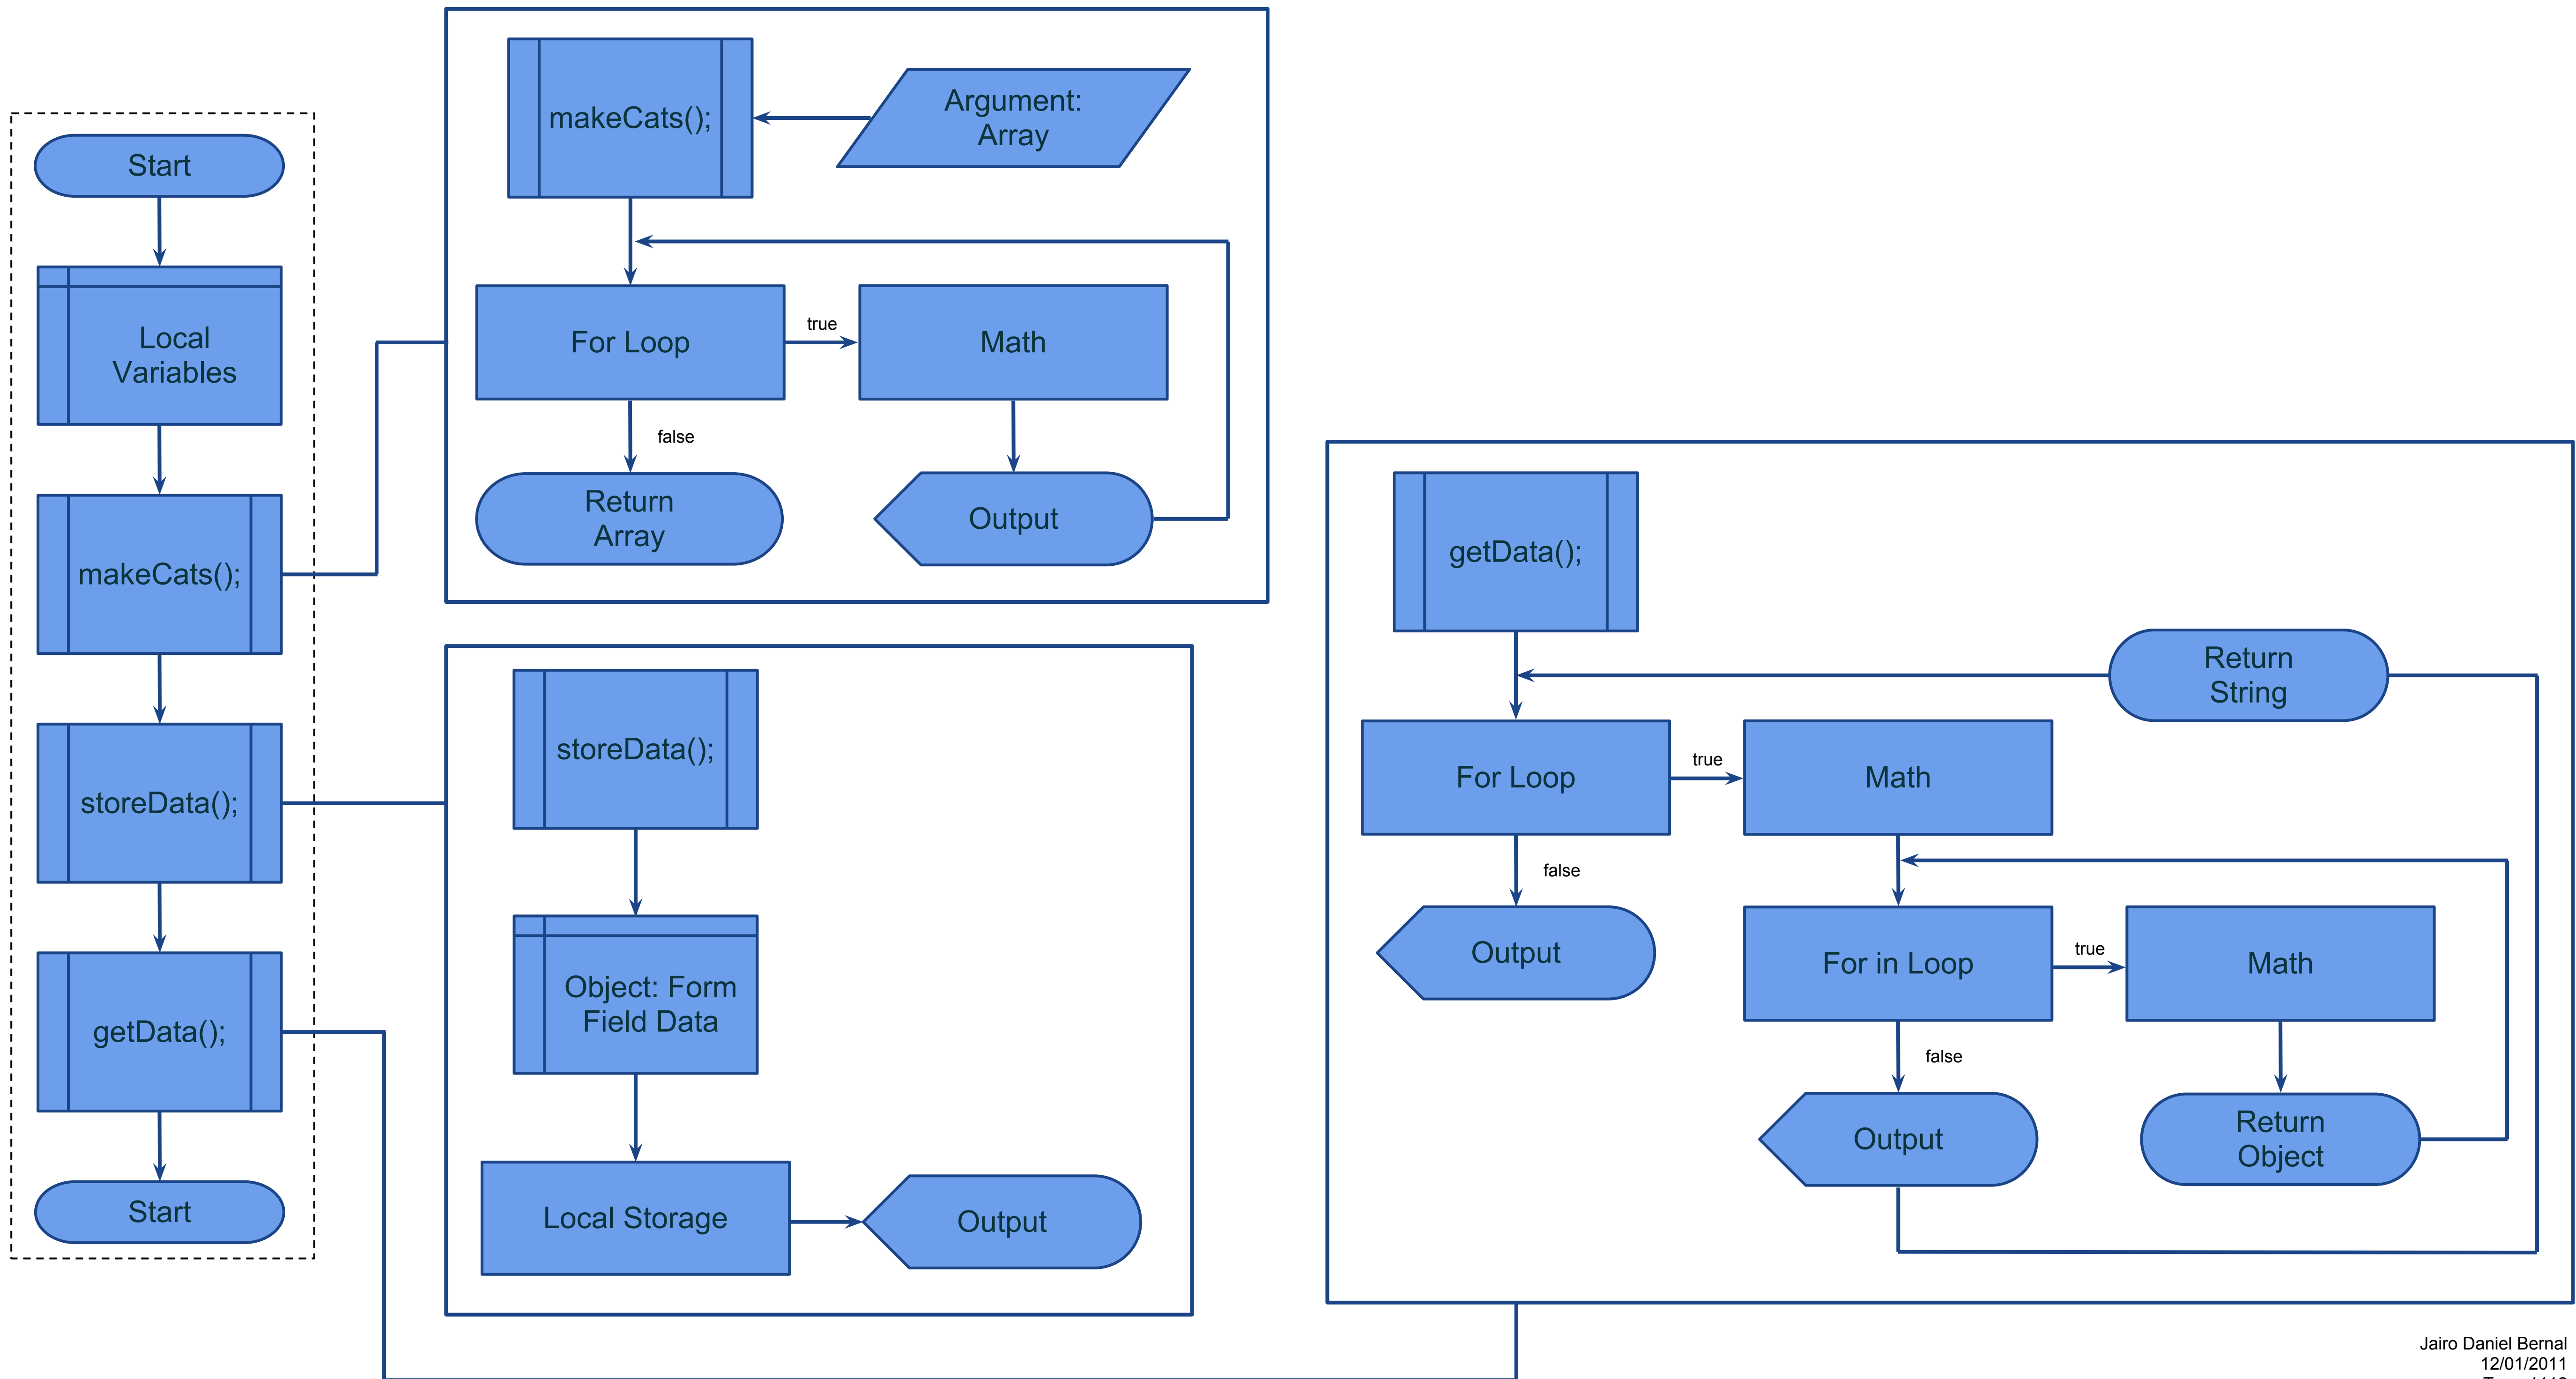 Start
Local
Variables
makeCats();
storeData();
getData();
Start
makeCats();
Argument:
Array
For Loop
true
Math
false
Return
Array
Output
storeData();
Object: Form
Field Data
Local Storage
Output
getData();
Return
String
For Loop
true
Math
false
Output
For in Loop
true
Math
false
Output
Return
Object
Jairo Daniel Bernal
12/01/2011